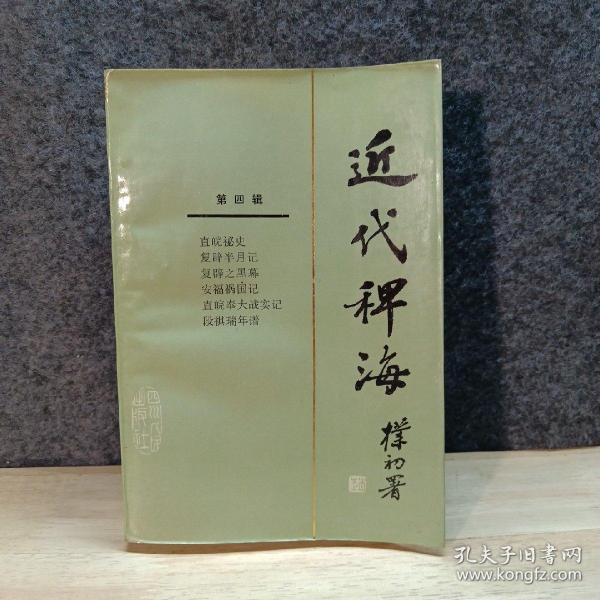 近代稗海
樸初署
第四辑
直皖秘史
复辟半月记
复辟之黑幕
安福祸国记
直皖奉大战实记
段祺瑞年谱
四川人民
出版社
孔夫子旧书网
www.kongfz.com